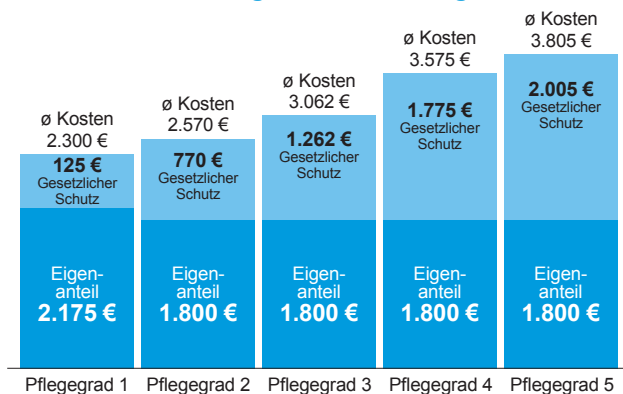 ø Kosten
2.300 €
125 €
Gesetzlicher
Schutz
Eigen-
anteil
2.175 €
Pflegegrad 1
ø Kosten
2.570 €
770 €
Gesetzlicher
Schutz
Eigen-
anteil
1.800 €
Pflegegrad 2
ø Kosten
3.062 €
1.262 €
Gesetzlicher
Schutz
Eigen-
anteil
1.800 €
Pflegegrad 3
ø Kosten
3.575 €
1.775 €
Gesetzlicher
Schutz
Eigen-
anteil
1.800 €
Pflegegrad 4
ø Kosten
3.805 €
2.005 €
Gesetzlicher
Schutz
Eigen-
anteil
1.800 €
Pflegegrad 5